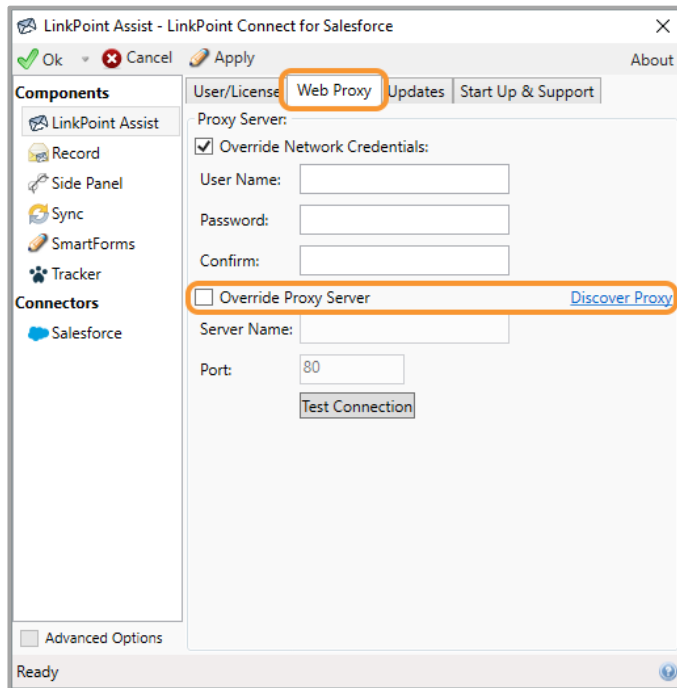 LinkPoint Assist - LinkPoint Connect for Salesforce
Ok Cancel Apply About
Components
LinkPoint Assist
Record
Side Panel
Sync
SmartForms
Tracker
Connectors
Salesforce
User/License Web Proxy Updates Start Up & Support
Proxy Server:
Override Network Credentials:
User Name:
Password:
Confirm:
Override Proxy Server Discover Proxy
Server Name:
Port: 80
Test Connection
Advanced Options
Ready